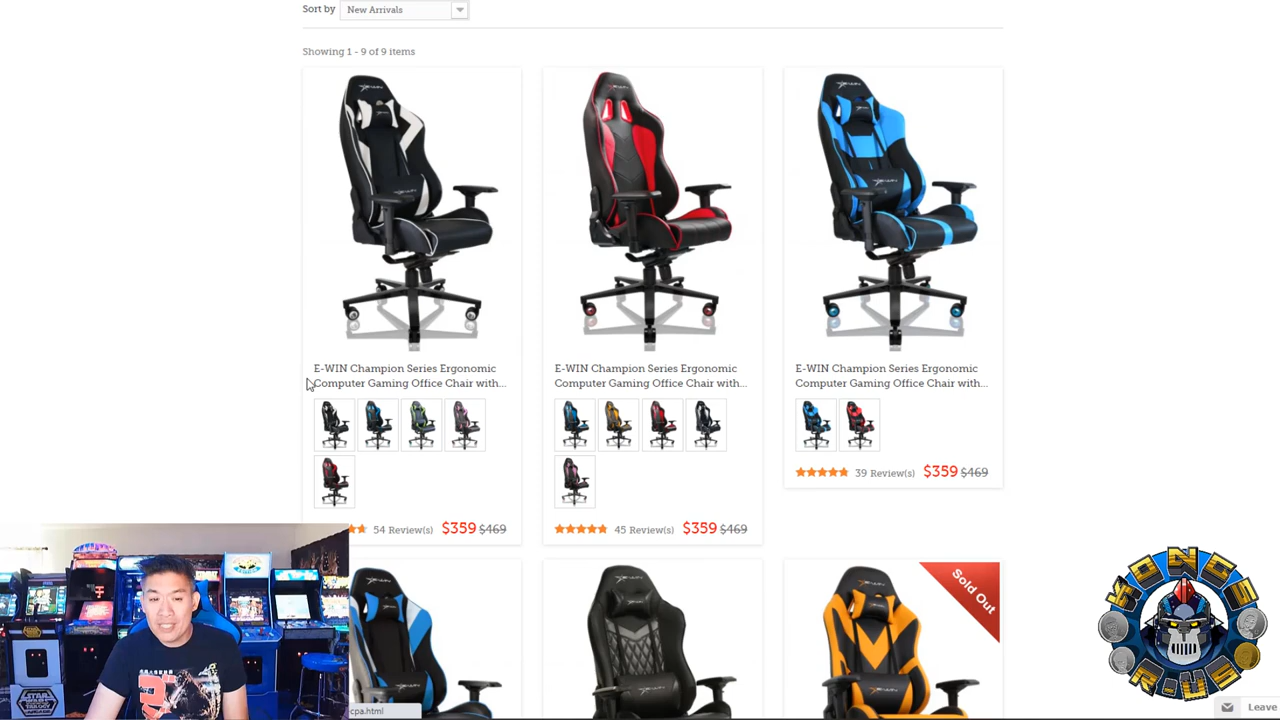 Sort by New Arrivals
Showing 1 - 9 of 9 items
E-WIN Champion Series Ergonomic
Computer Gaming Office Chair with...
54 Review(s) $359 $469
E-WIN Champion Series Ergonomic
Computer Gaming Office Chair with...
45 Review(s) $359 $469
E-WIN Champion Series Ergonomic
Computer Gaming Office Chair with...
39 Review(s) $359 $469
Sold Out
cpa.html
Leave